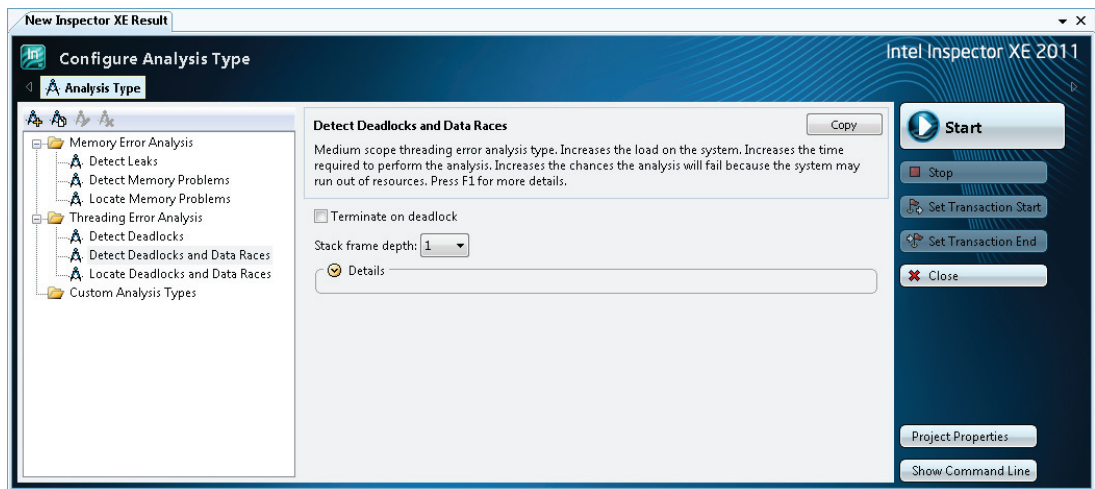 New Inspector XE Result
Configure Analysis Type
Intel Inspector XE 2011
Analysis Type
Memory Error Analysis
Detect Leaks
Detect Memory Problems
Locate Memory Problems
Threading Error Analysis
Detect Deadlocks
Detect Deadlocks and Data Races
Locate Deadlocks and Data Races
Custom Analysis Types
Detect Deadlocks and Data Races
Copy
Medium scope threading error analysis type. Increases the load on the system. Increases the time
required to perform the analysis. Increases the chances the analysis will fail because the system may
run out of resources. Press F1 for more details.
Terminate on deadlock
Stack frame depth: 1
Details
Start
Stop
Set Transaction Start
Set Transaction End
Close
Project Properties
Show Command Line